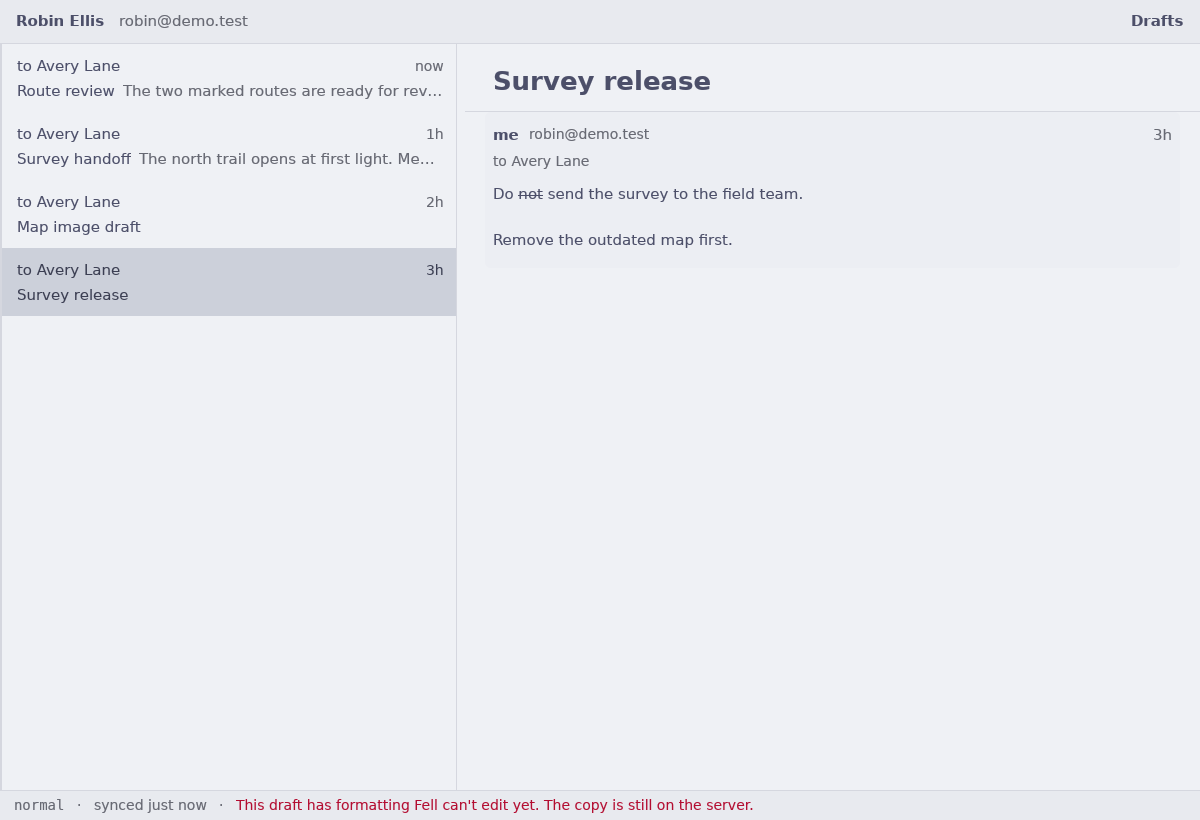 Robin Ellis robin@demo.test Drafts
to Avery Lane now
Route review The two marked routes are ready for rev…
to Avery Lane 1h
Survey handoff The north trail opens at first light. Me…
to Avery Lane 2h
Map image draft
to Avery Lane 3h
Survey release
Survey release
me robin@demo.test 3h
to Avery Lane
Do not send the survey to the field team.
Remove the outdated map first.
normal · synced just now · This draft has formatting Fell can't edit yet. The copy is still on the server.